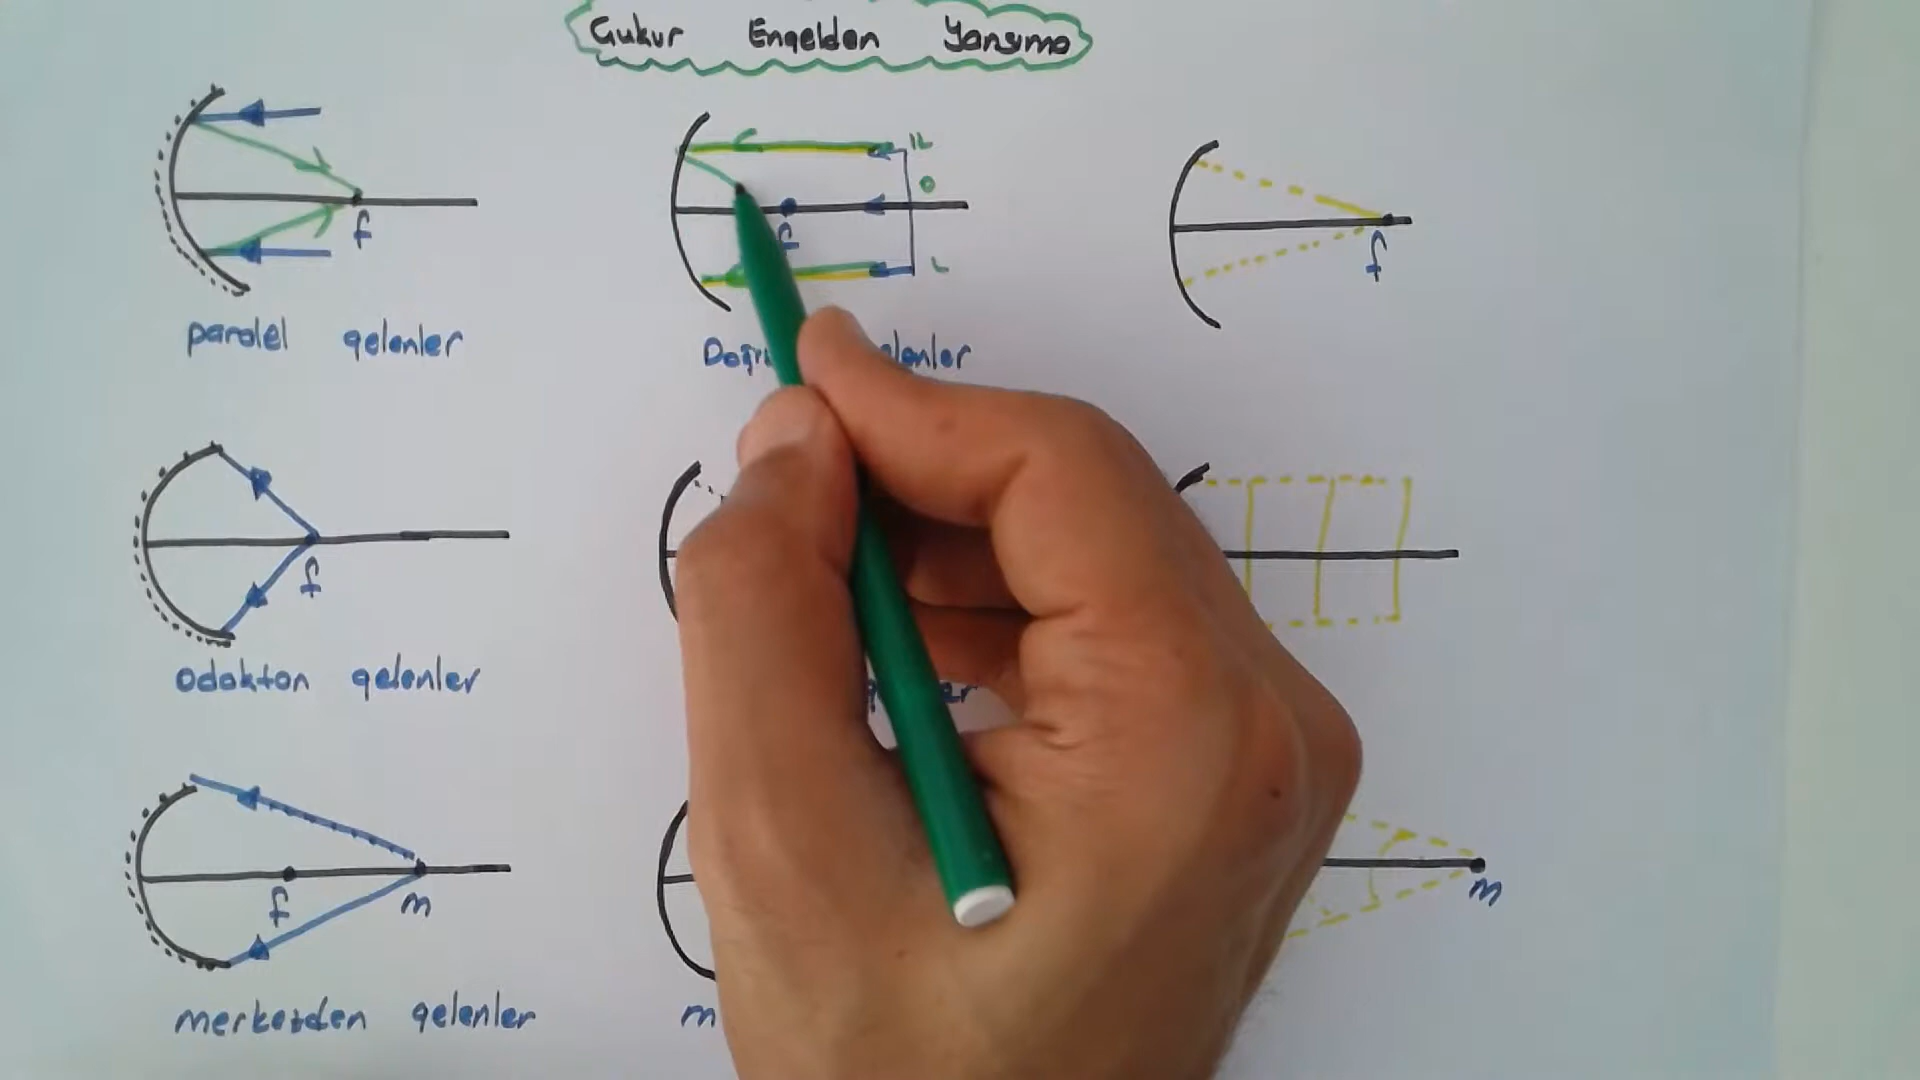 Çukur Engelden Yansıma
f
paralel gelenler
K
O
L
f
f
f
odaktan gelenler
f
m
merkezden gelenler
m
m